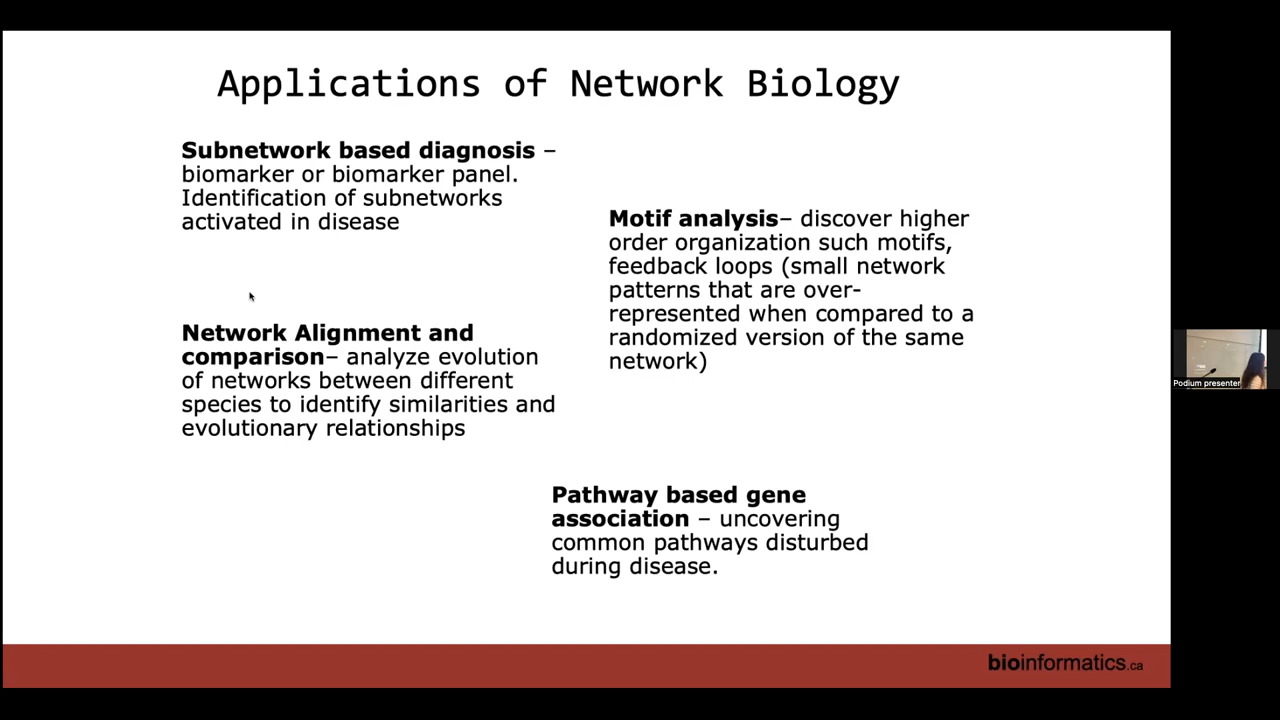 Applications of Network Biology
Subnetwork based diagnosis –
biomarker or biomarker panel.
Identification of subnetworks
activated in disease
Motif analysis– discover higher
order organization such motifs,
feedback loops (small network
patterns that are over-
represented when compared to a
randomized version of the same
network)
Network Alignment and
comparison– analyze evolution
of networks between different
species to identify similarities and
evolutionary relationships
Pathway based gene
association – uncovering
common pathways disturbed
during disease.
bioinformatics.ca
Podium presenter